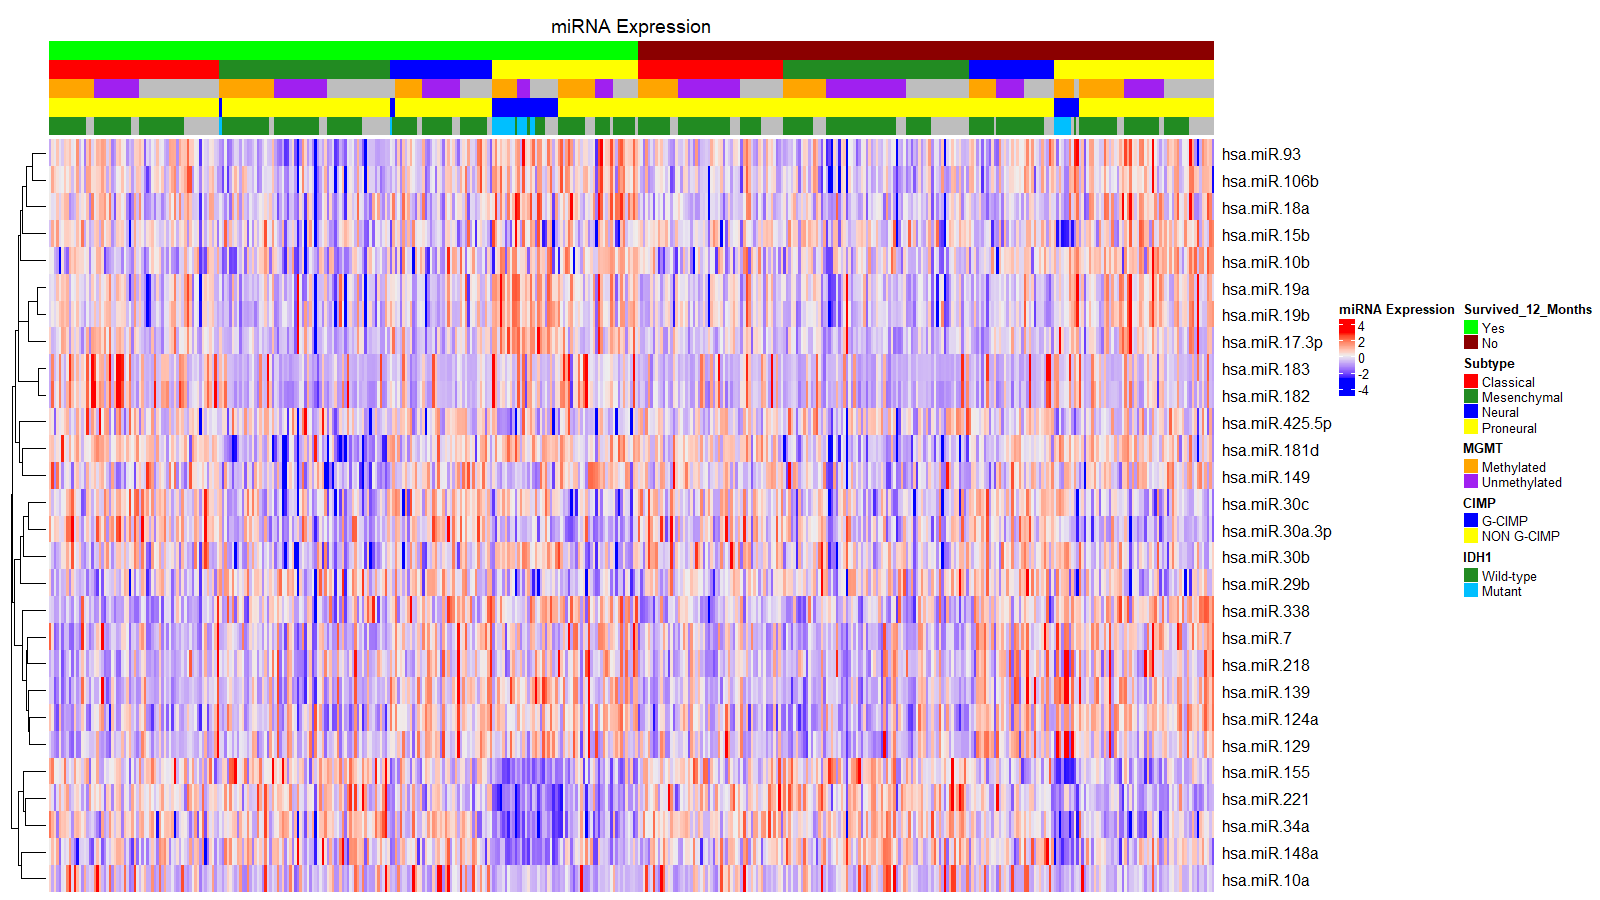 miRNA Expression
hsa.miR.93
hsa.miR.106b
hsa.miR.18a
hsa.miR.15b
hsa.miR.10b
hsa.miR.19a
hsa.miR.19b
hsa.miR.17.3p
hsa.miR.183
hsa.miR.182
hsa.miR.425.5p
hsa.miR.181d
hsa.miR.149
hsa.miR.30c
hsa.miR.30a.3p
hsa.miR.30b
hsa.miR.29b
hsa.miR.338
hsa.miR.7
hsa.miR.218
hsa.miR.139
hsa.miR.124a
hsa.miR.129
hsa.miR.155
hsa.miR.221
hsa.miR.34a
hsa.miR.148a
hsa.miR.10a
miRNA Expression
4
2
0
-2
-4
Survived_12_Months
Yes
No
Subtype
Classical
Mesenchymal
Neural
Proneural
MGMT
Methylated
Unmethylated
CIMP
G-CIMP
NON G-CIMP
IDH1
Wild-type
Mutant